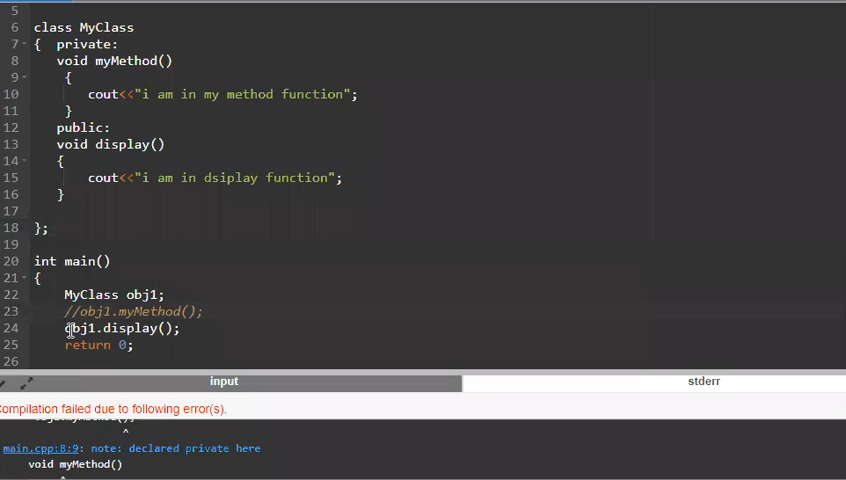 5
6 class MyClass
7 { private:
8 void myMethod()
9 {
10 cout<<"i am in my method function";
11 }
12 public:
13 void display()
14 {
15 cout<<"i am in dsiplay function";
16 }
17
18 };
19
20 int main()
21 {
22 MyClass obj1;
23 //obj1.myMethod();
24 obj1.display();
25 return 0;
26
input stderr
Compilation failed due to following error(s).
^
main.cpp:8:9: note: declared private here
void myMethod()
^